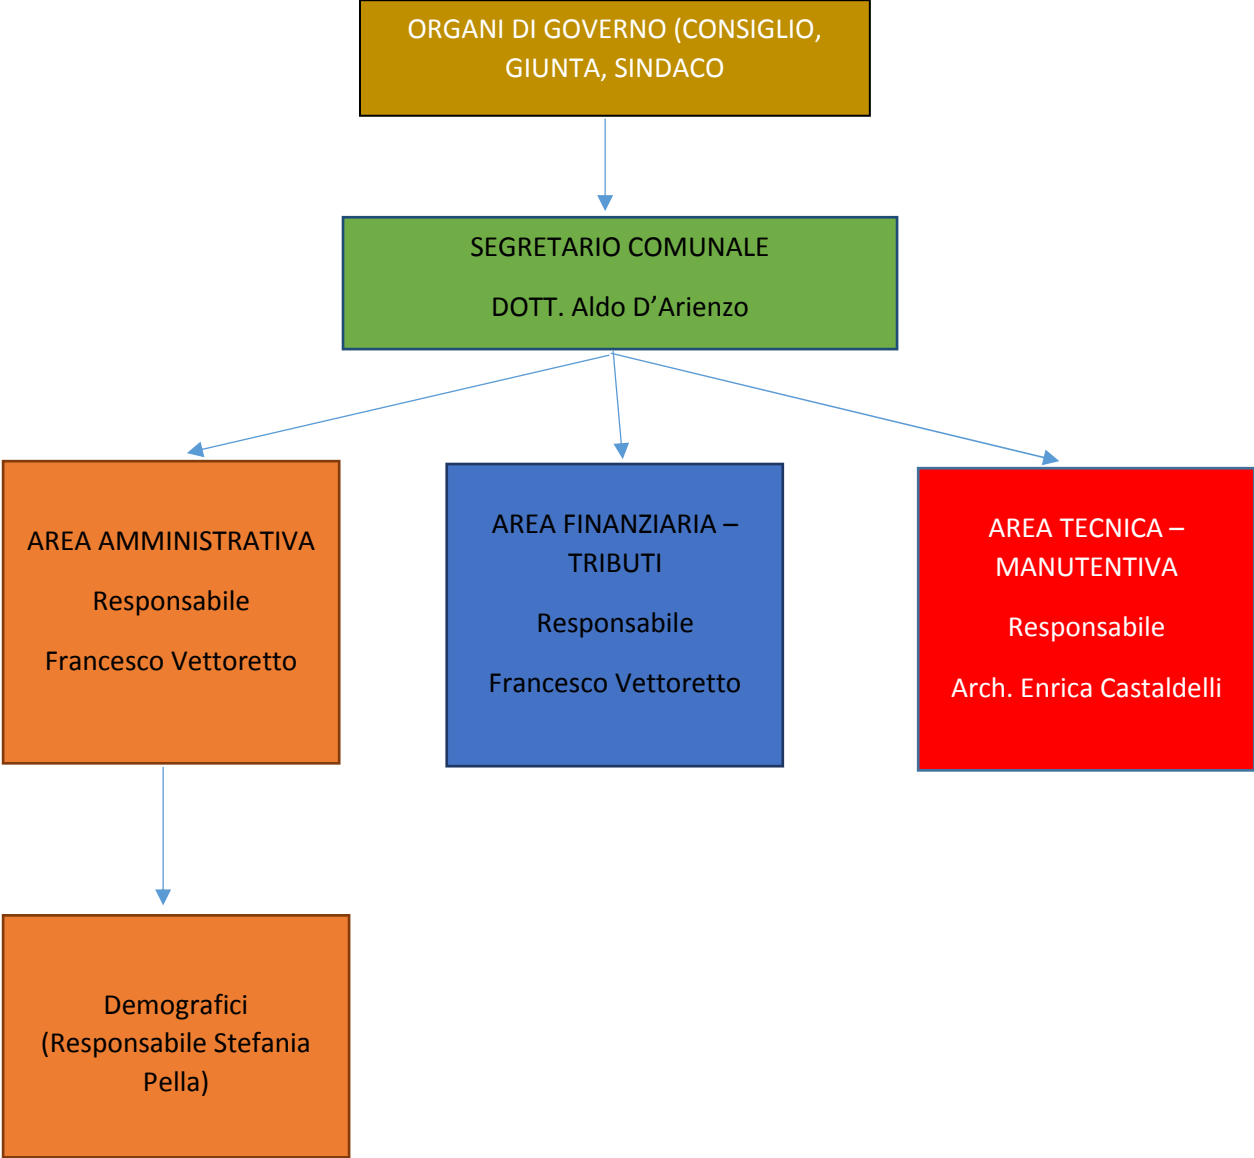 ORGANI DI GOVERNO (CONSIGLIO,
GIUNTA, SINDACO
SEGRETARIO COMUNALE
DOTT. Aldo D’Arienzo
AREA AMMINISTRATIVA
Responsabile
Francesco Vettoretto
AREA FINANZIARIA –
TRIBUTI
Responsabile
Francesco Vettoretto
AREA TECNICA –
MANUTENTIVA
Responsabile
Arch. Enrica Castaldelli
Demografici
(Responsabile Stefania
Pella)